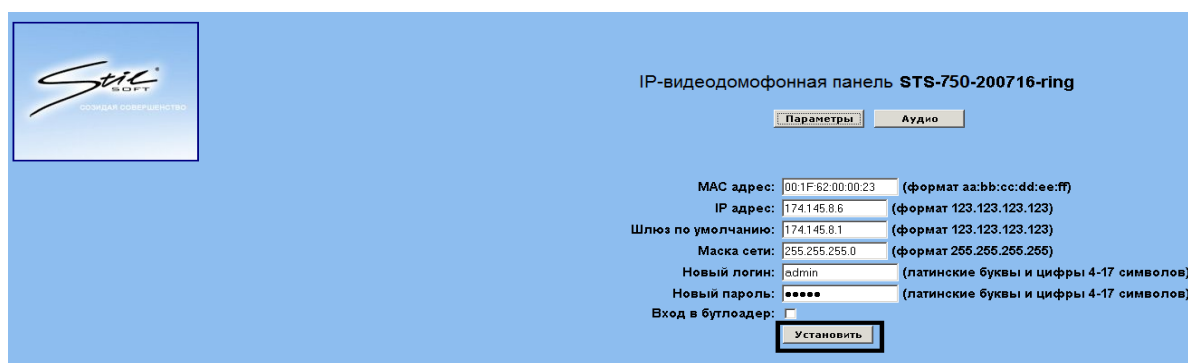 Stil
SOFT
СОЗИДАЯ СОВЕРШЕНСТВО
IP-видеодомофонная панель STS-750-200716-ring
Параметры Аудио
MAC адрес: 00:1F:62:00:00:23 (формат aa:bb:cc:dd:ee:ff)
IP адрес: 174.145.8.6 (формат 123.123.123.123)
Шлюз по умолчанию: 174.145.8.1 (формат 123.123.123.123)
Маска сети: 255.255.255.0 (формат 255.255.255.255)
Новый логин: admin (латинские буквы и цифры 4-17 символов)
Новый пароль: ●●●●● (латинские буквы и цифры 4-17 символов)
Вход в бутлоадер:
Установить